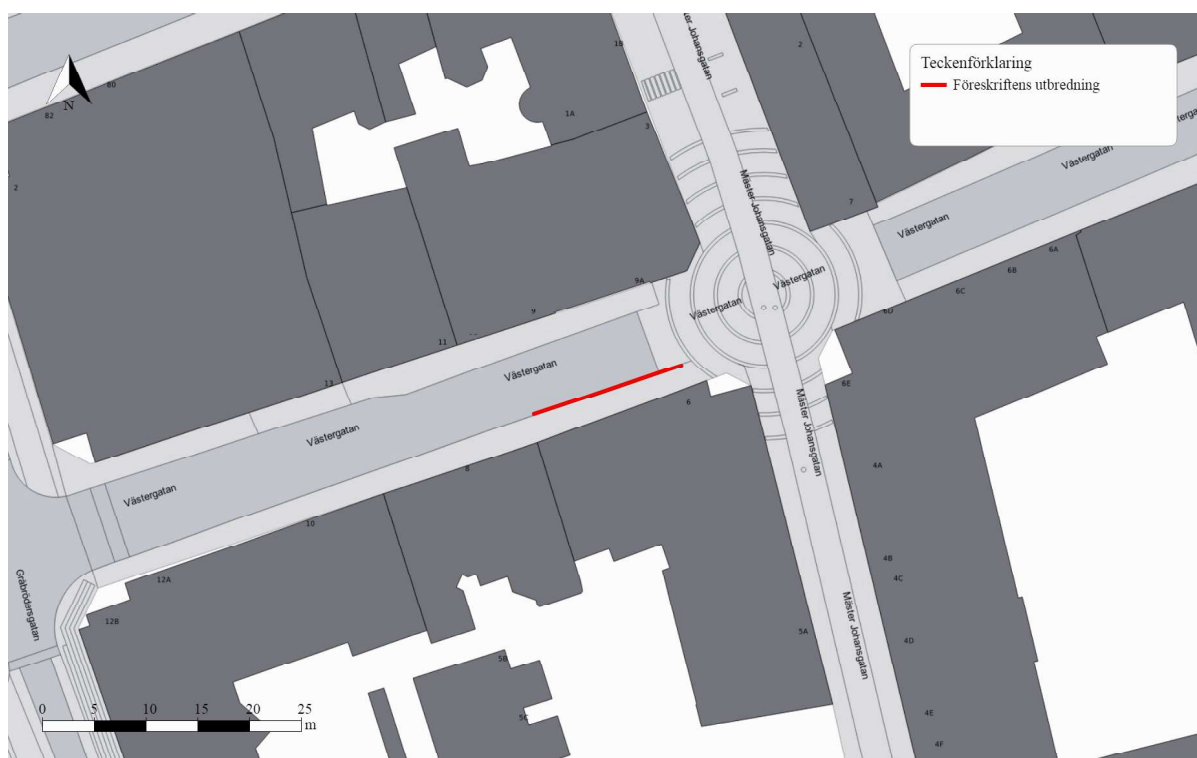 Teckenförklaring
Föreskriftens utbredning
N
82
80
2
1B
1A
3
2
7
Mäster Johansgatan
Mäster Johansgatan
Västergatan
Västergatan
Västergatan
Västergatan
6A
6B
6C
6D
6E
9A
9
11
13
Västergatan
Västergatan
Västergatan
6
8
10
12A
12B
Gråbrödersgatan
Mäster Johansgatan
Mäster Johansgatan
4A
4B
4C
4D
4E
4F
5A
5B
5C
0 5 10 15 20 25
m